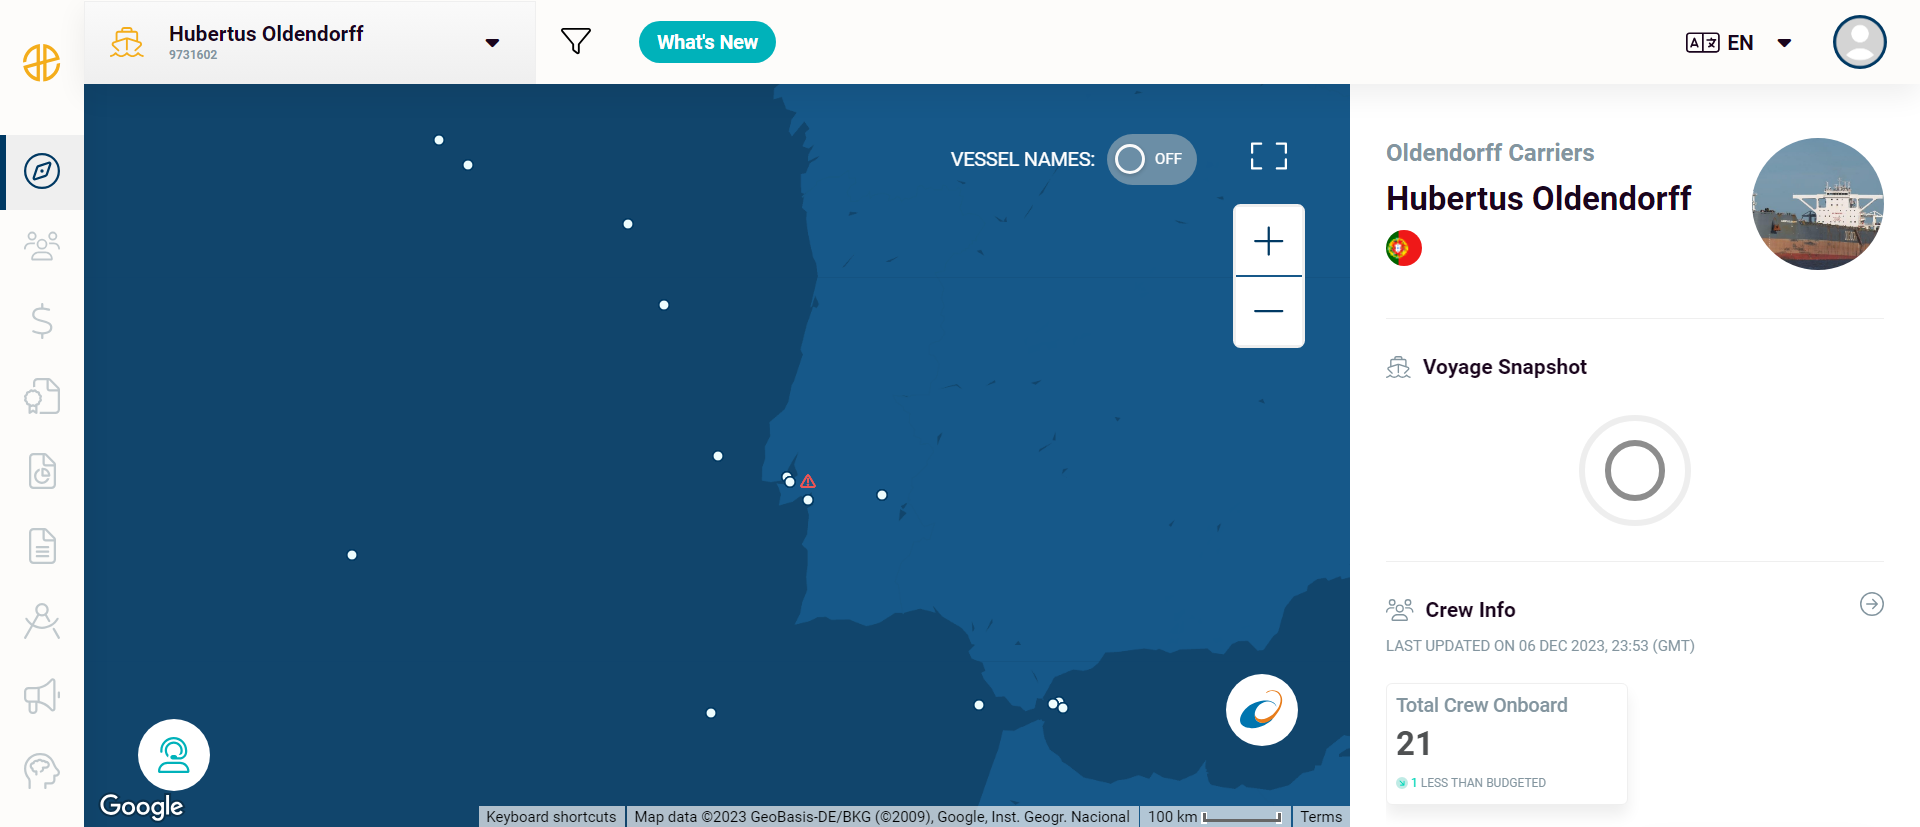 Hubertus Oldendorff
9731602
What's New
EN
VESSEL NAMES:
OFF
Oldendorff Carriers
Hubertus Oldendorff
Voyage Snapshot
Crew Info
LAST UPDATED ON 06 DEC 2023, 23:53 (GMT)
Total Crew Onboard
21
1 LESS THAN BUDGETED
Google
Keyboard shortcuts
Map data ©2023 GeoBasis-DE/BKG (©2009), Google, Inst. Geogr. Nacional
100 km
Terms